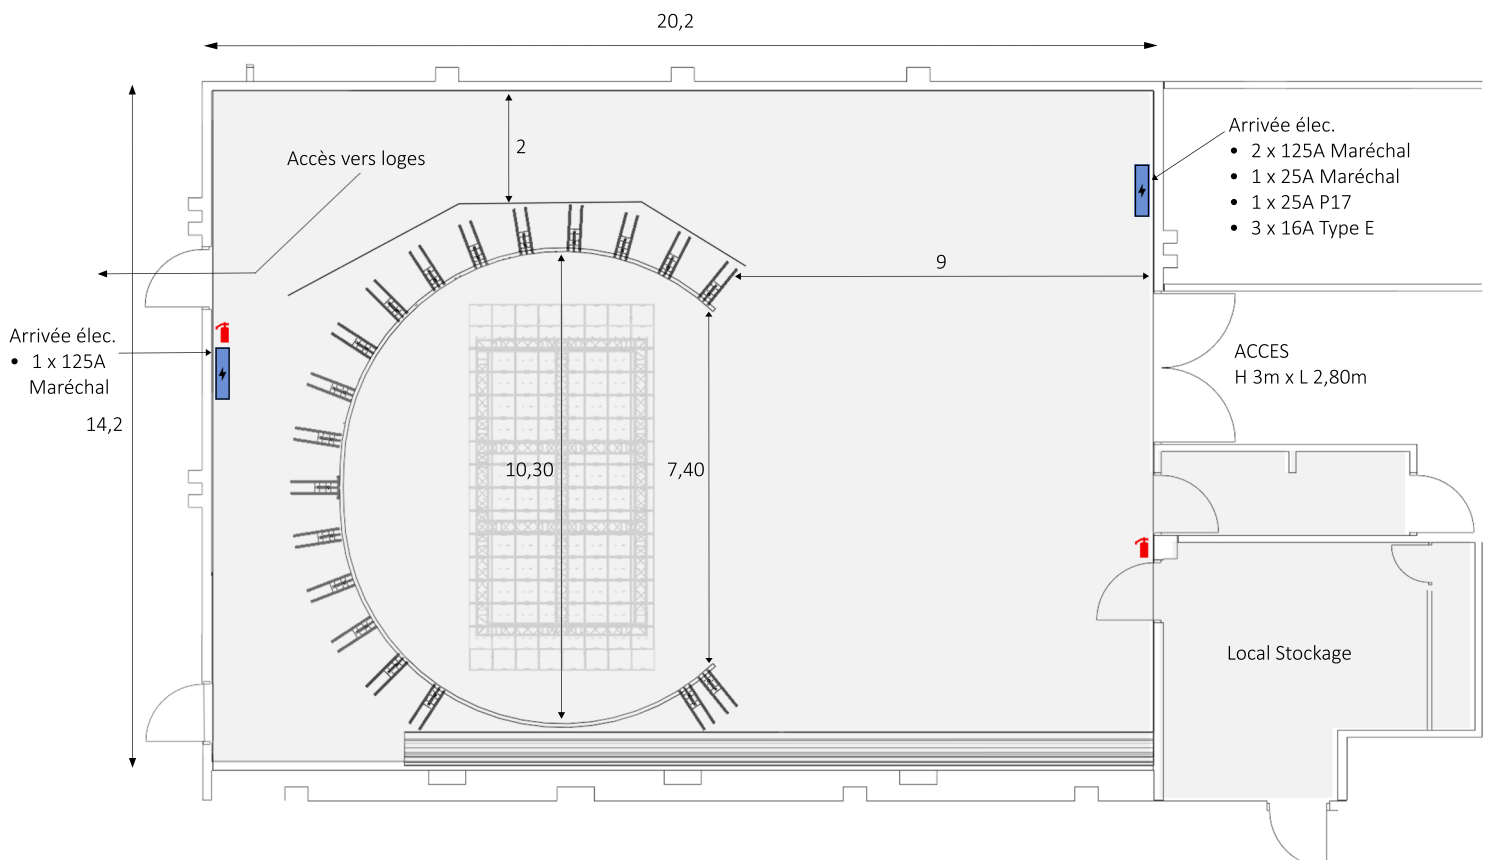 20,2
Arrivée élec.
• 2 x 125A Maréchal
• 1 x 25A Maréchal
• 1 x 25A P17
• 3 x 16A Type E
2
Accès vers loges
9
Arrivée élec.
• 1 x 125A
Maréchal
ACCES
H 3m x L 2,80m
14,2
10,30
7,40
Local Stockage